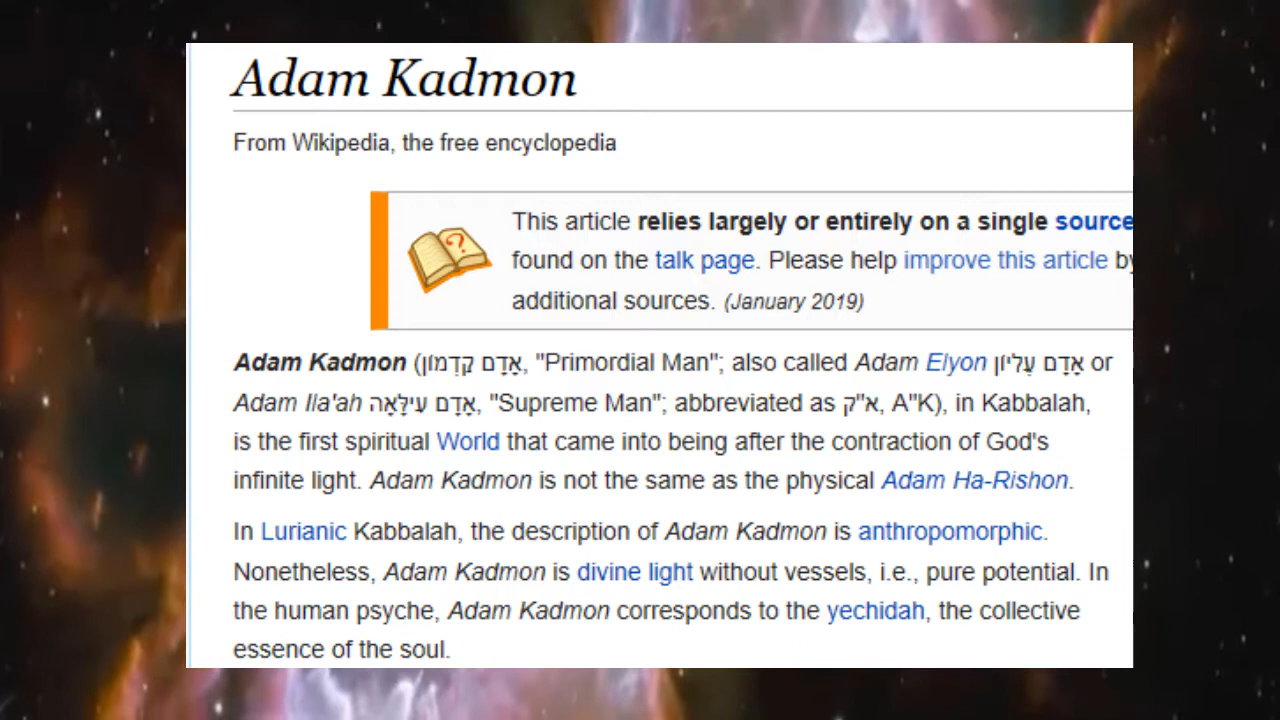 Adam Kadmon
From Wikipedia, the free encyclopedia
This article relies largely or entirely on a single source
found on the talk page. Please help improve this article by
additional sources. (January 2019)
Adam Kadmon (אָדָם קַדְמוֹן, "Primordial Man"; also called Adam Elyon אָדָם עֶלִיוֹן or
Adam Ila'ah אָדָם עִילָּאָה, "Supreme Man"; abbreviated as א"ק, A"K), in Kabbalah,
is the first spiritual World that came into being after the contraction of God's
infinite light. Adam Kadmon is not the same as the physical Adam Ha-Rishon.
In Lurianic Kabbalah, the description of Adam Kadmon is anthropomorphic.
Nonetheless, Adam Kadmon is divine light without vessels, i.e., pure potential. In
the human psyche, Adam Kadmon corresponds to the yechidah, the collective
essence of the soul.